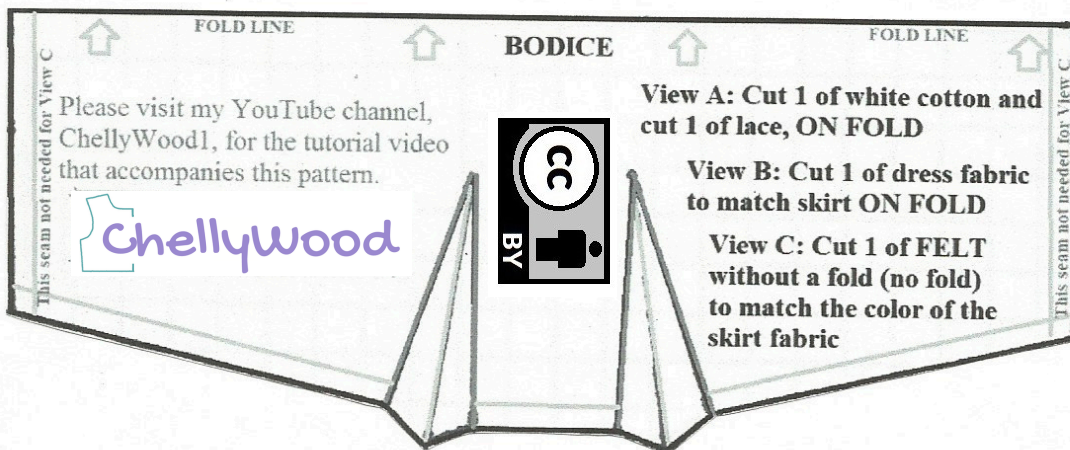 FOLD LINE
FOLD LINE
BODICE
This seam not needed for View C
Please visit my YouTube channel,
ChellyWood1, for the tutorial video
that accompanies this pattern.
ChellyWood
CC
BY
View A: Cut 1 of white cotton and
cut 1 of lace, ON FOLD
View B: Cut 1 of dress fabric
to match skirt ON FOLD
View C: Cut 1 of FELT
without a fold (no fold)
to match the color of the
skirt fabric
This seam not needed for View C